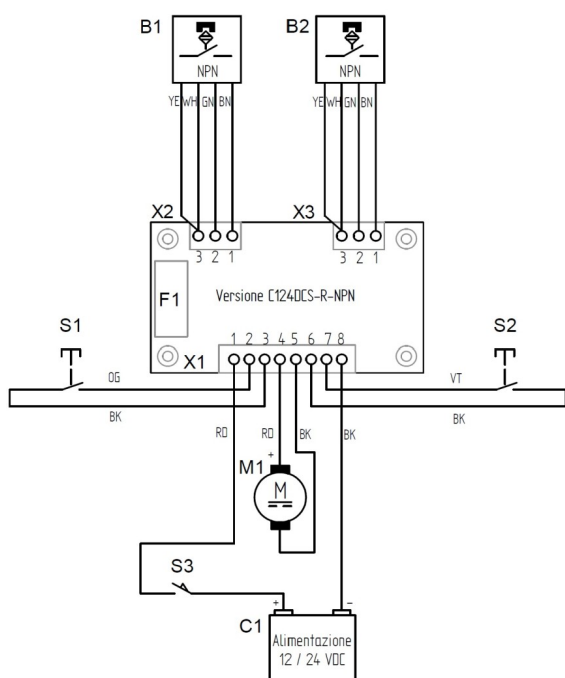 B1
B2
NPN
NPN
YE WH GN BN
YE WH GN BN
X2
X3
3 2 1
3 2 1
F1
Versione C124DCS-R-NPN
S1
S2
X1
1 2 3 4 5 6 7 8
OG
VT
BK
BK
RD
RD
BK
BK
+
M1
M
S3
+
−
C1
Alimentazione
12 / 24 VDC